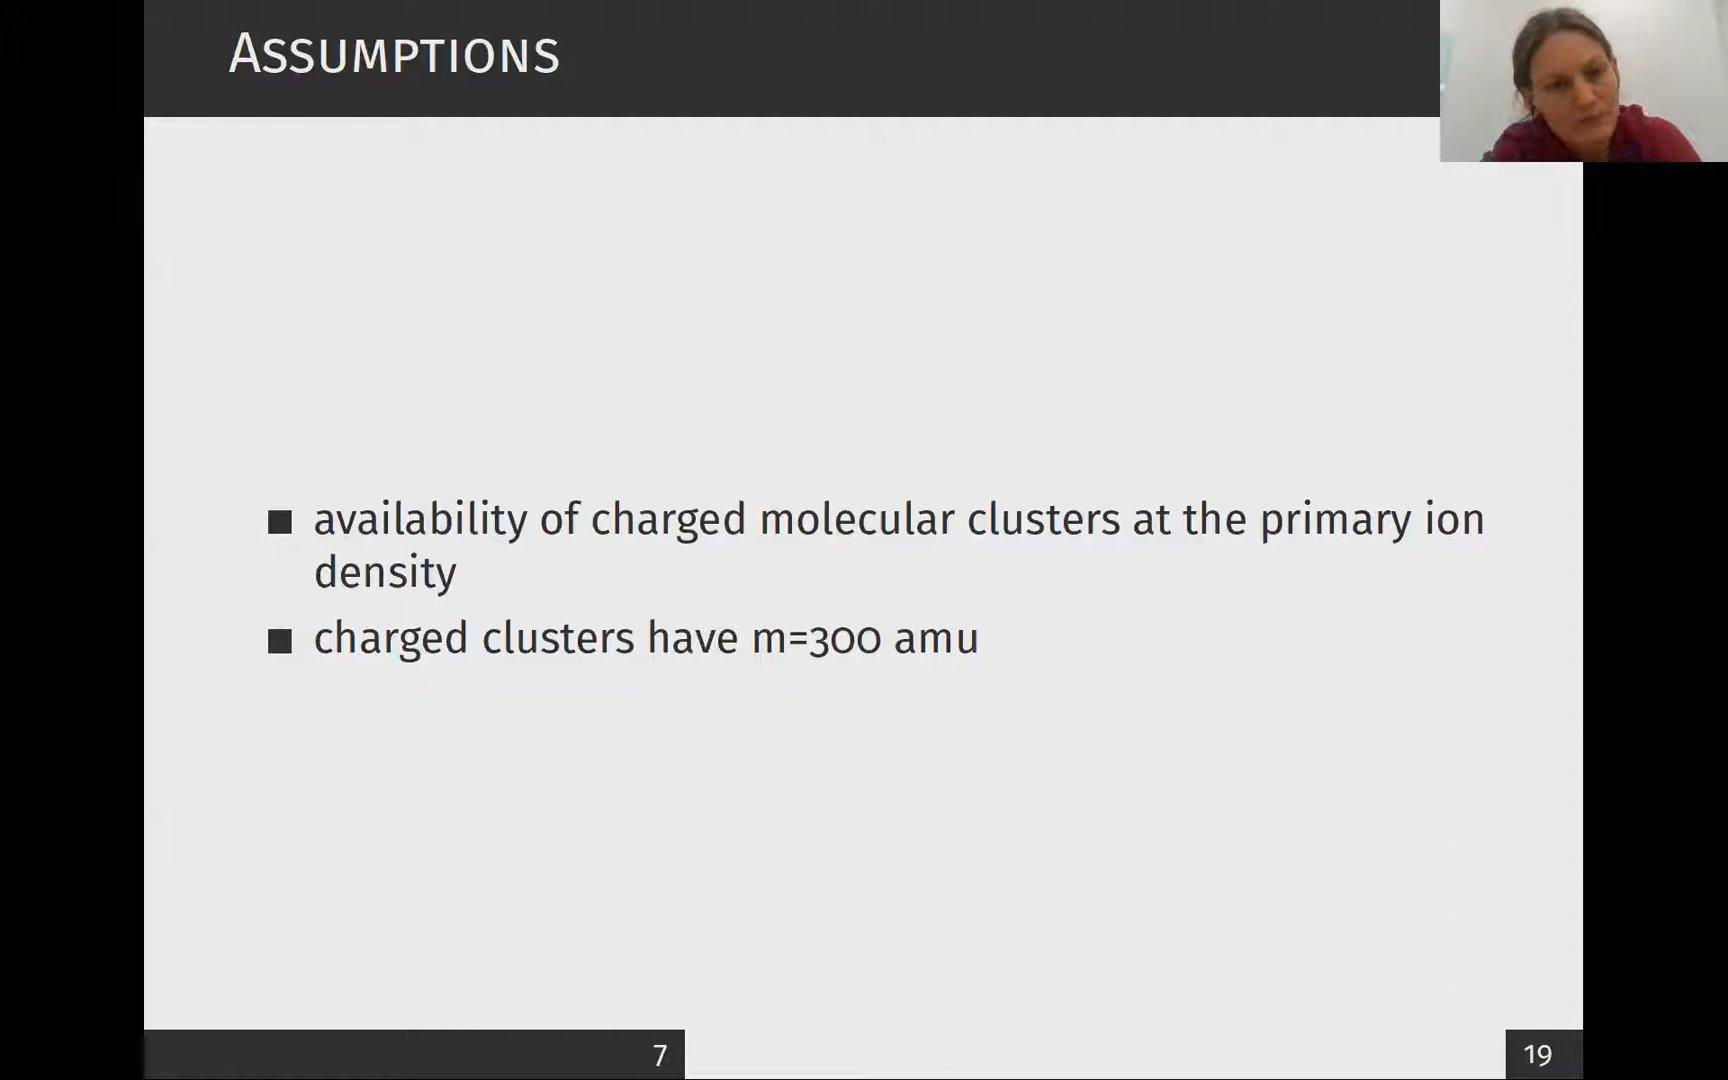 Assumptions
availability of charged molecular clusters at the primary ion
density
charged clusters have m=300 amu
7
19